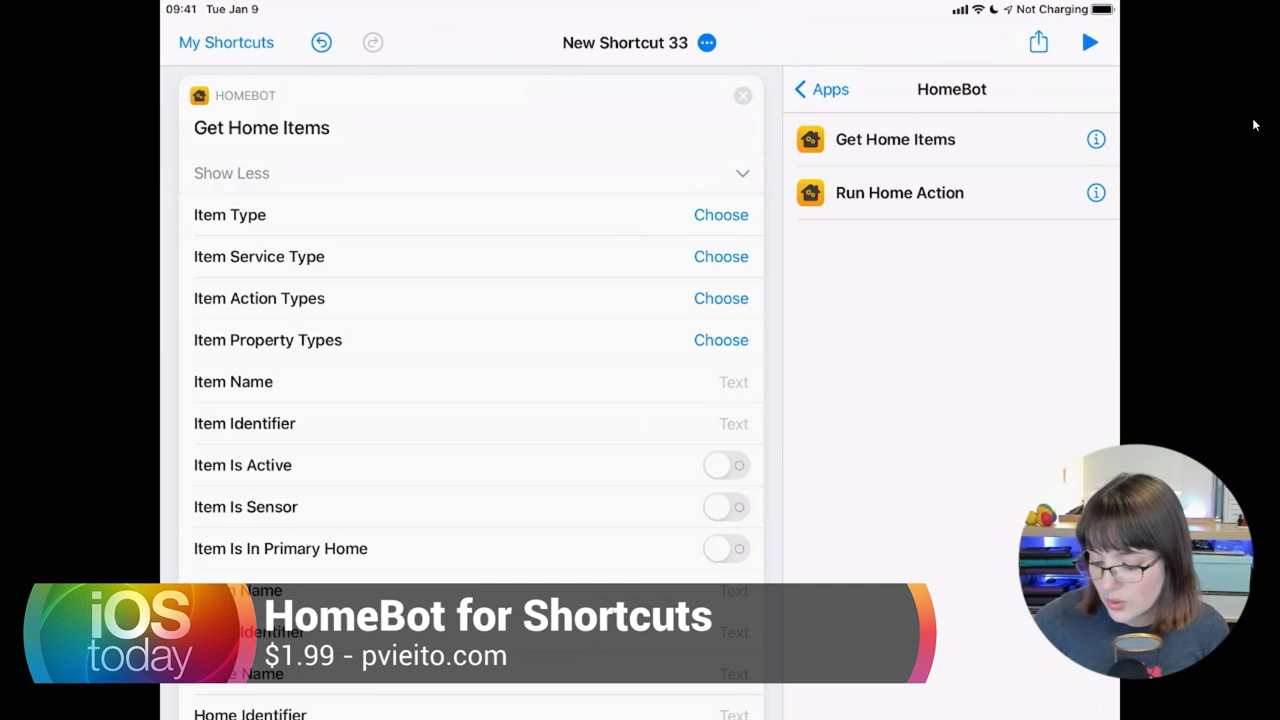 09:41 Tue Jan 9
Not Charging
My Shortcuts
New Shortcut 33
HOMEBOT
Get Home Items
Show Less
Item Type Choose
Item Service Type Choose
Item Action Types Choose
Item Property Types Choose
Item Name Text
Item Identifier Text
Item Is Active
Item Is Sensor
Item Is In Primary Home
Name Text
Identifier Text
Name Text
Home Identifier Text
Apps
HomeBot
Get Home Items
Run Home Action
iOS
today
HomeBot for Shortcuts
$1.99 - pvieito.com